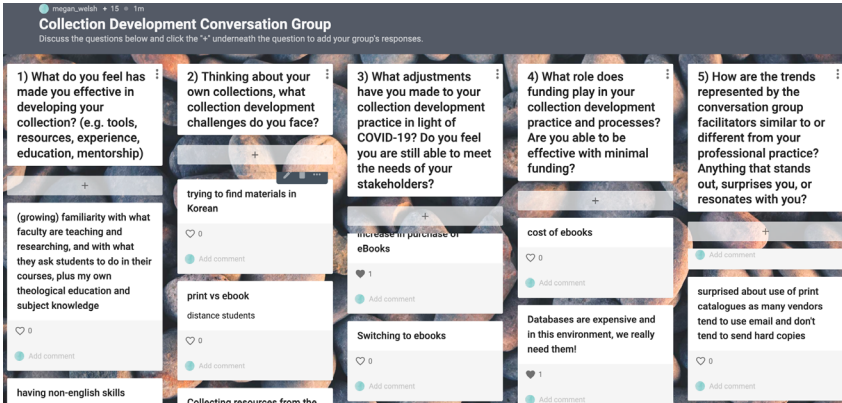 megan_welsh + 15 1m
Collection Development Conversation Group
Discuss the questions below and click the "+" underneath the question to add your group's responses.
1) What do you feel has
made you effective in
developing your
collection? (e.g. tools,
resources, experience,
education, mentorship)
+
(growing) familiarity with what
faculty are teaching and
researching, and with what
they ask students to do in their
courses, plus my own
theological education and
subject knowledge
0
Add comment
having non-english skills
2) Thinking about your
own collections, what
collection development
challenges do you face?
+
trying to find materials in
Korean
0
Add comment
print vs ebook
distance students
0
Add comment
Collecting resources from the
3) What adjustments
have you made to your
collection development
practice in light of
COVID-19? Do you feel
you are still able to meet
the needs of your
stakeholders?
+
increase in purchase of
eBooks
1
Add comment
Switching to ebooks
0
Add comment
4) What role does
funding play in your
collection development
practice and processes?
Are you able to be
effective with minimal
funding?
+
cost of ebooks
0
Add comment
Databases are expensive and
in this environment, we really
need them!
1
Add comment
5) How are the trends
represented by the
conversation group
facilitators similar to or
different from your
professional practice?
Anything that stands
out, surprises you, or
resonates with you?
+
Add comment
surprised about use of print
catalogues as many vendors
tend to use email and don't
tend to send hard copies
0
Add comment